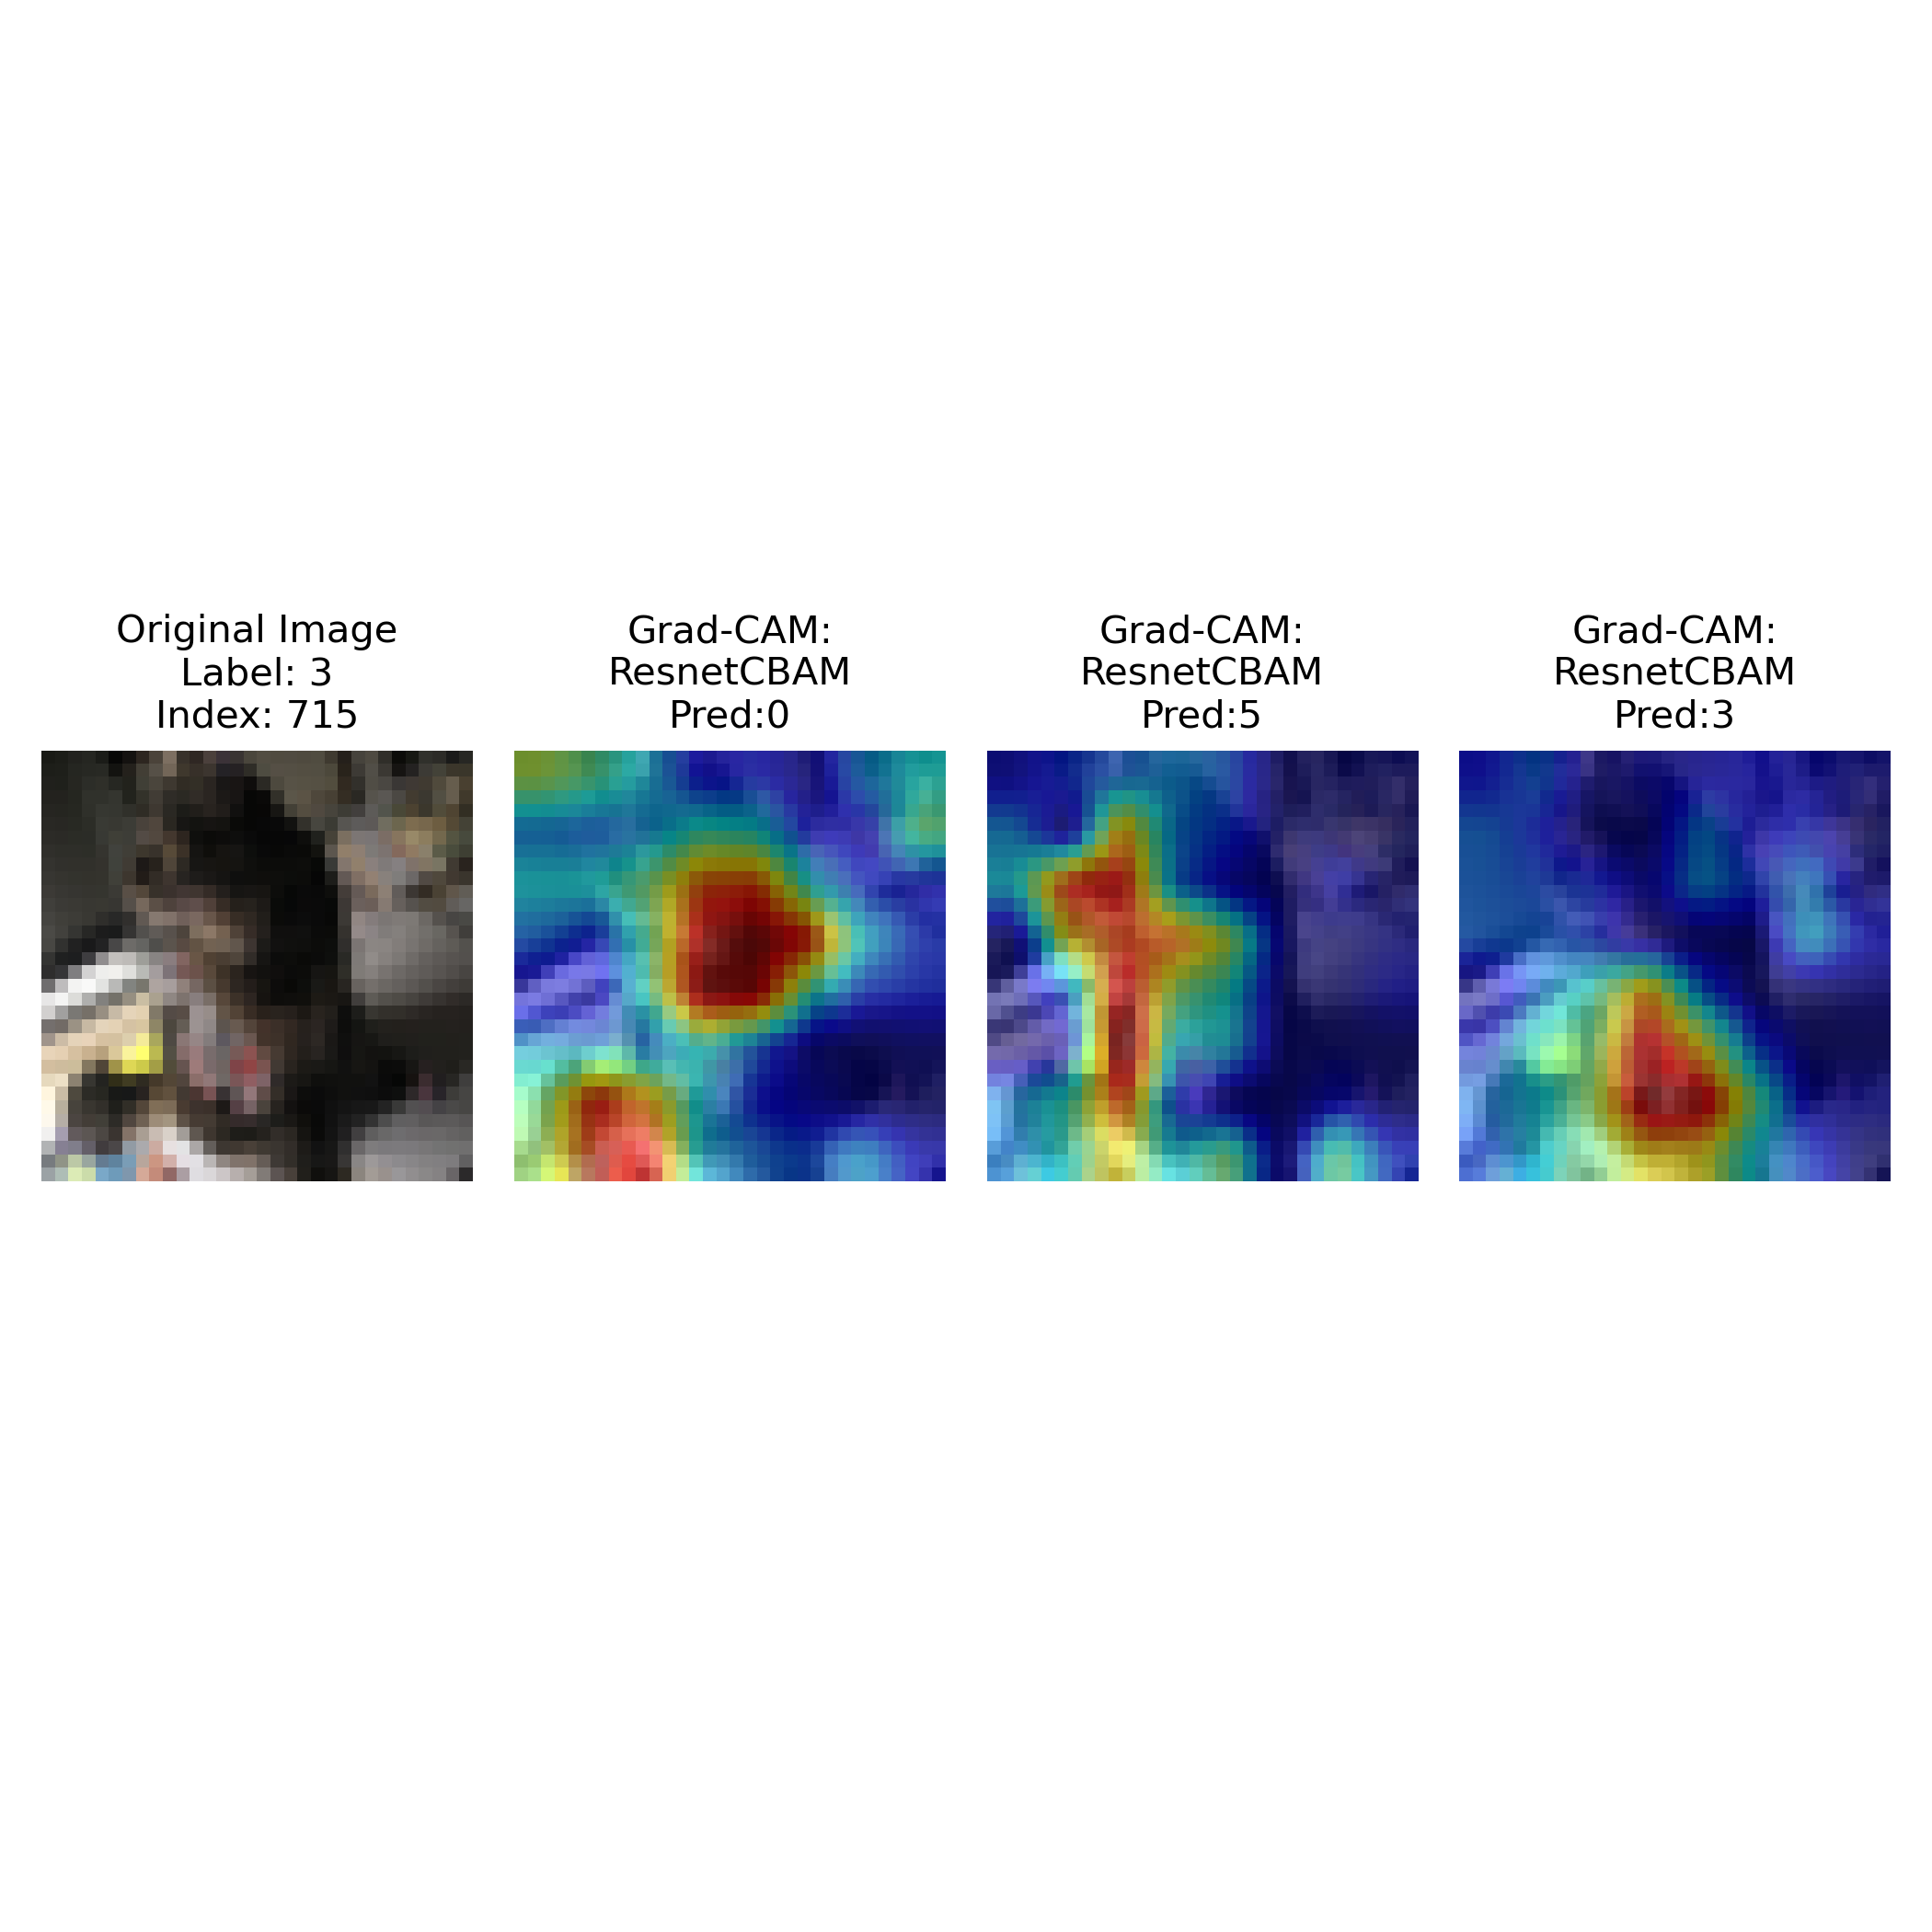 Original Image
Label: 3
Index: 715
Grad-CAM:
ResnetCBAM
Pred:0
Grad-CAM:
ResnetCBAM
Pred:5
Grad-CAM:
ResnetCBAM
Pred:3